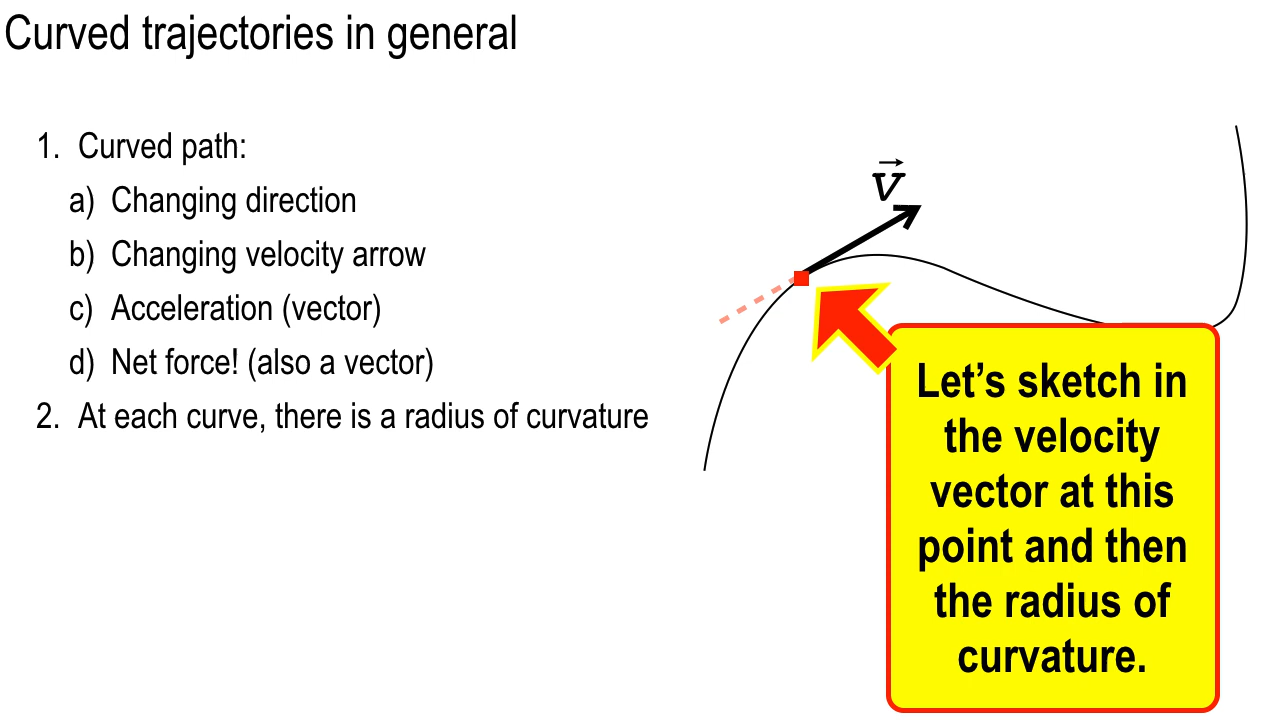 Curved trajectories in general
1. Curved path:
a) Changing direction
b) Changing velocity arrow
c) Acceleration (vector)
d) Net force! (also a vector)
2. At each curve, there is a radius of curvature
v⃗
Let’s sketch in
the velocity
vector at this
point and then
the radius of
curvature.